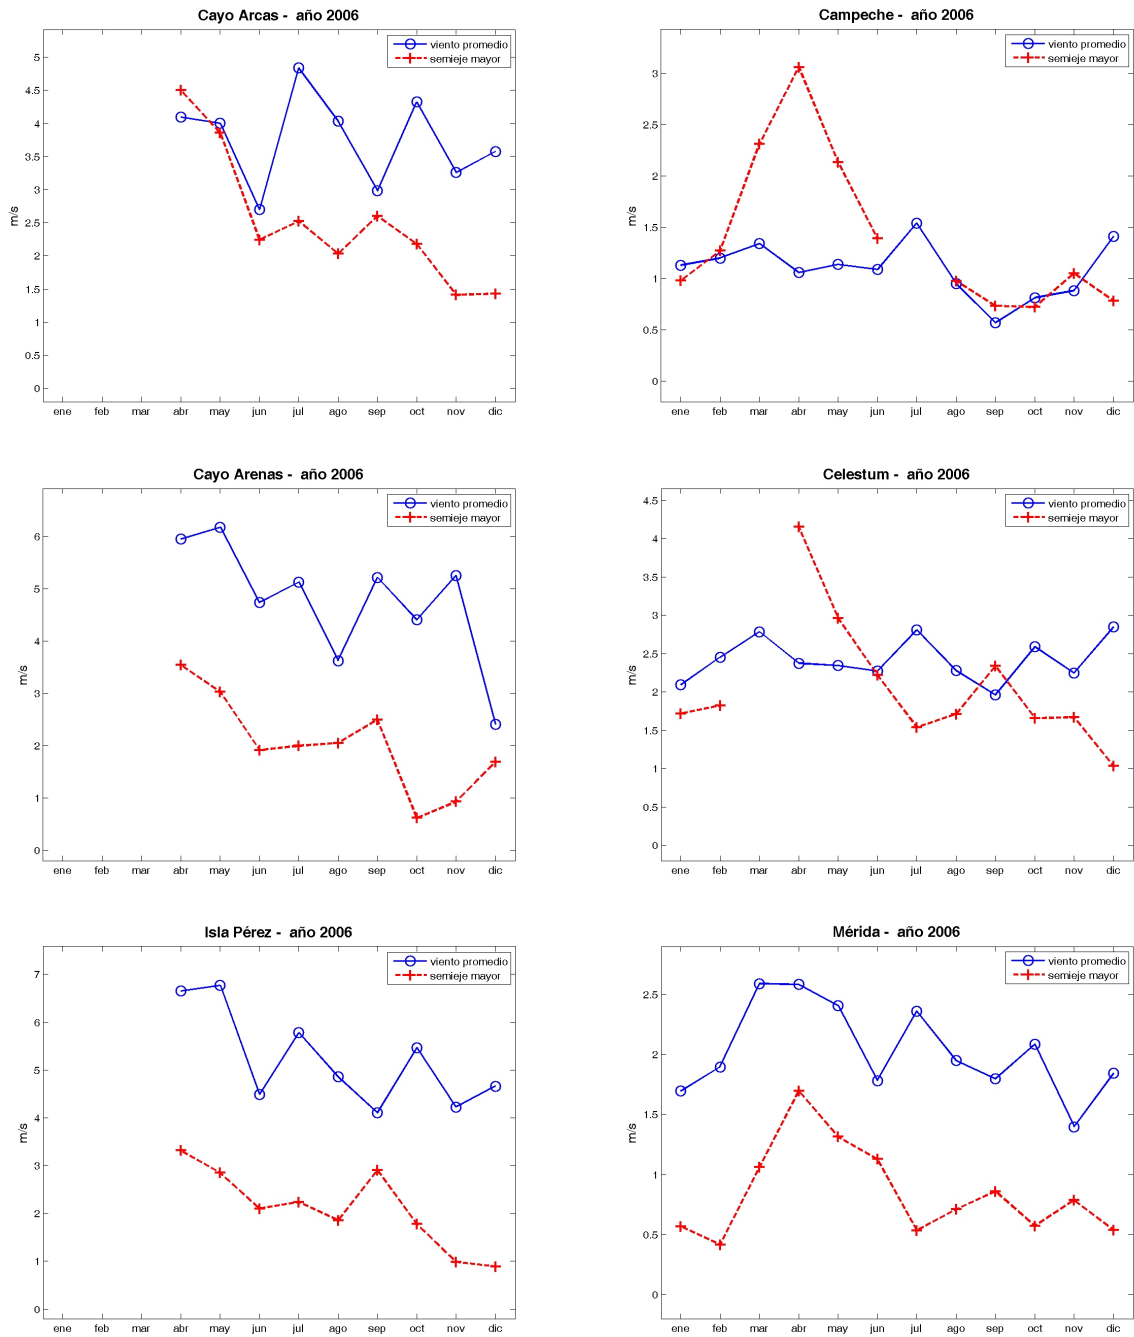 Cayo Arcas - año 2006
viento promedio
semieje mayor
5
4.5
4
3.5
3
2.5
2
1.5
1
0.5
0
m/s
ene feb mar abr may jun jul ago sep oct nov dic
Campeche - año 2006
viento promedio
semieje mayor
3
2.5
2
1.5
1
0.5
0
m/s
ene feb mar abr may jun jul ago sep oct nov dic
Cayo Arenas - año 2006
viento promedio
semieje mayor
6
5
4
3
2
1
0
m/s
ene feb mar abr may jun jul ago sep oct nov dic
Celestum - año 2006
viento promedio
semieje mayor
4.5
4
3.5
3
2.5
2
1.5
1
0.5
0
m/s
ene feb mar abr may jun jul ago sep oct nov dic
Isla Pérez - año 2006
viento promedio
semieje mayor
7
6
5
4
3
2
1
0
m/s
ene feb mar abr may jun jul ago sep oct nov dic
Mérida - año 2006
viento promedio
semieje mayor
2.5
2
1.5
1
0.5
0
m/s
ene feb mar abr may jun jul ago sep oct nov dic